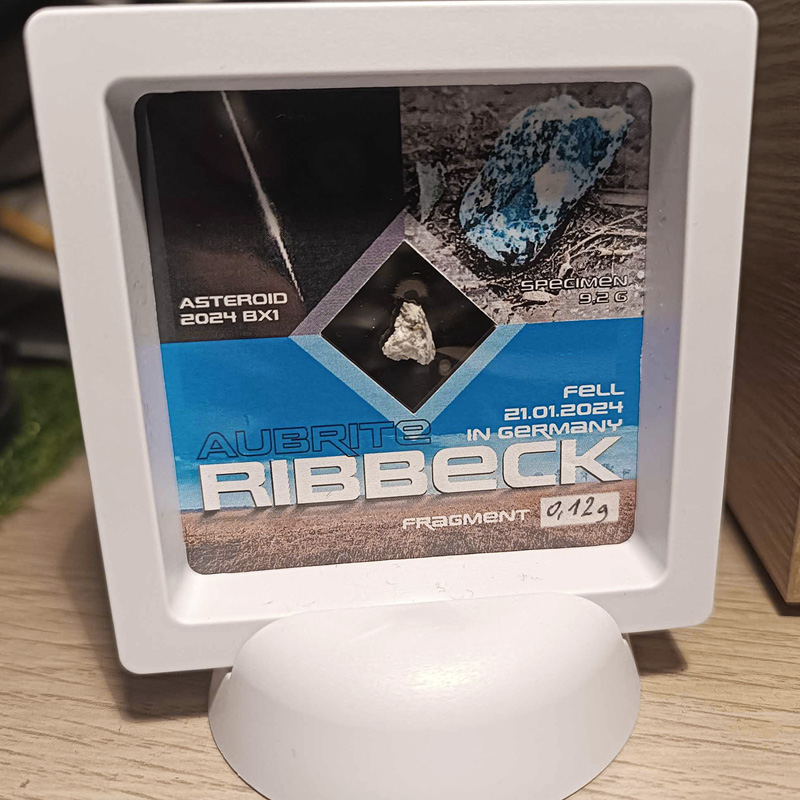 ASTEROID
2024 BX1
SPECIMEN
9.2 G
FELL
21.01.2024
IN GERMANY
AUBRITE
RIBBECK
FRAGMENT 0,12g